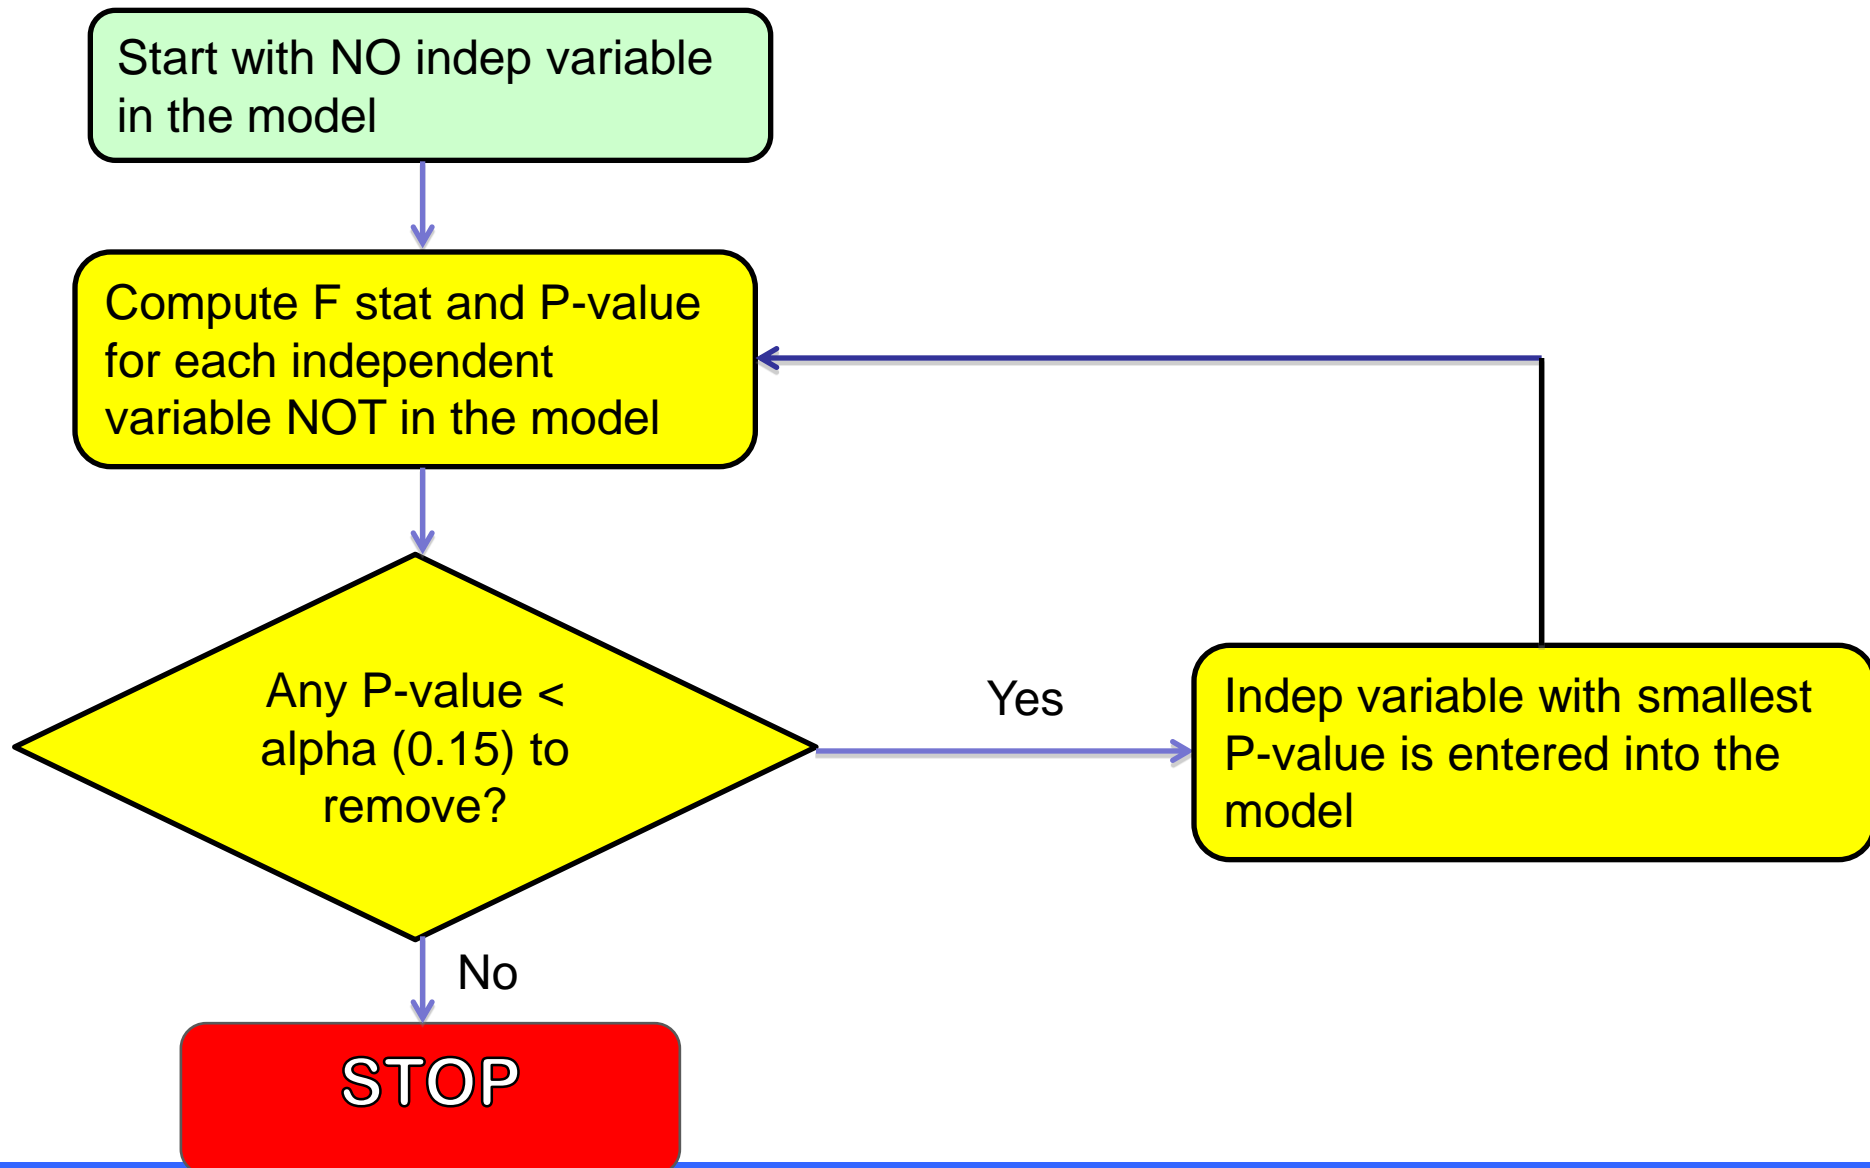 Start with NO indep variable
in the model
Compute F stat and P-value
for each independent
variable NOT in the model
Any P-value <
alpha (0.15) to
remove?
Yes
Indep variable with smallest
P-value is entered into the
model
No
STOP